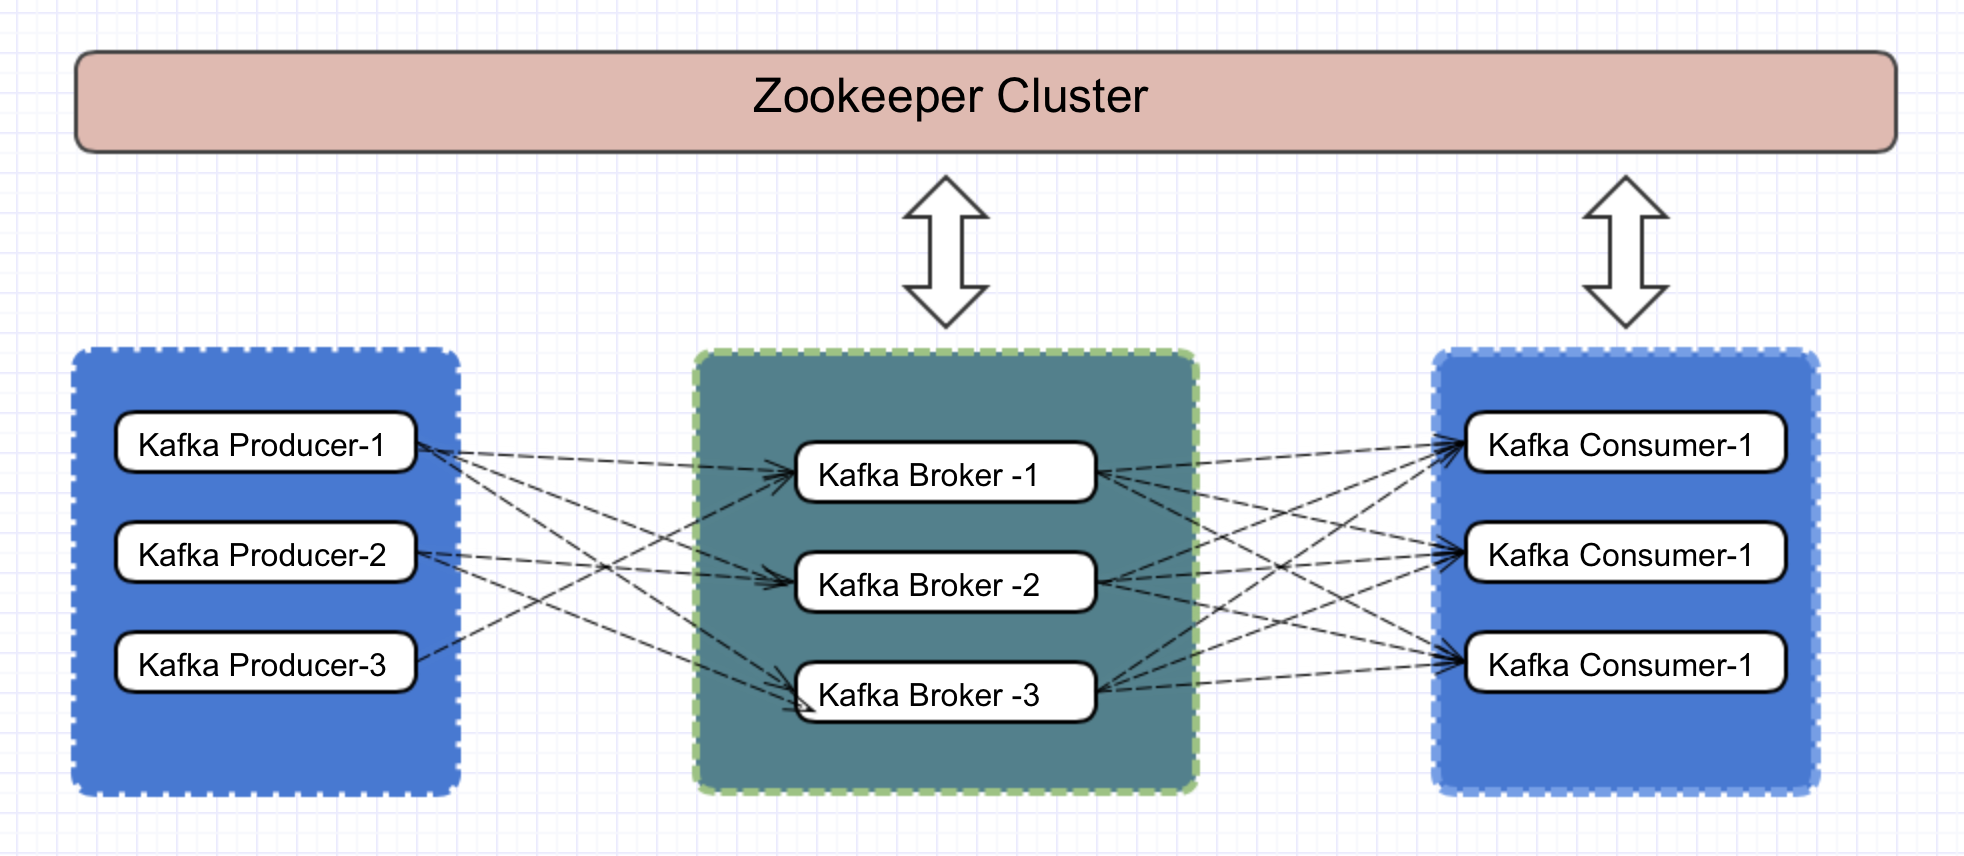 Zookeeper Cluster
Kafka Producer-1
Kafka Producer-2
Kafka Producer-3
Kafka Broker -1
Kafka Broker -2
Kafka Broker -3
Kafka Consumer-1
Kafka Consumer-1
Kafka Consumer-1